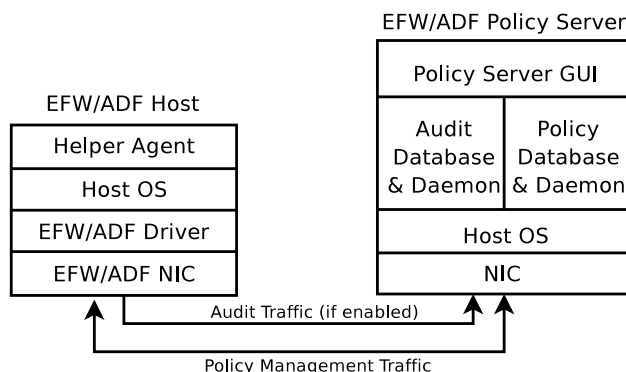 EFW/ADF Policy Server
Policy Server GUI
EFW/ADF Host
Helper Agent
Host OS
EFW/ADF Driver
EFW/ADF NIC
Audit
Database
& Daemon
Policy
Database
& Daemon
Host OS
NIC
Audit Traffic (if enabled)
Policy Management Traffic